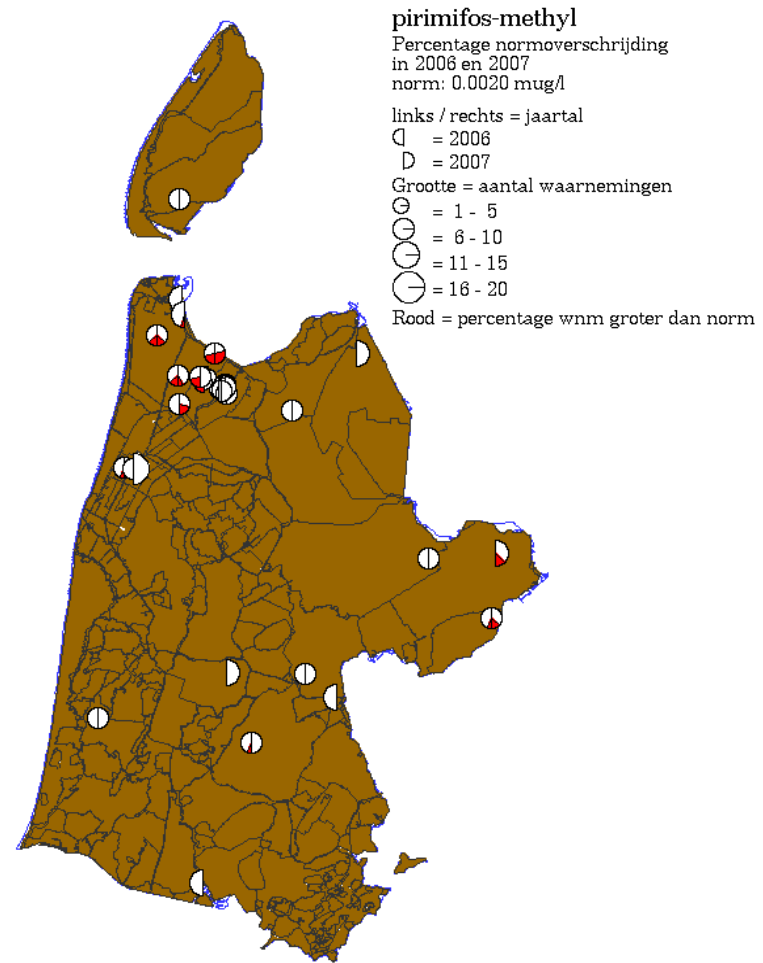 pirimifos-methyl
Percentage normoverschrijding
in 2006 en 2007
norm: 0.0020 mug/l
links / rechts = jaartal
= 2006
= 2007
Grootte = aantal waarnemingen
= 1 - 5
= 6 - 10
= 11 - 15
= 16 - 20
Rood = percentage wnm groter dan norm